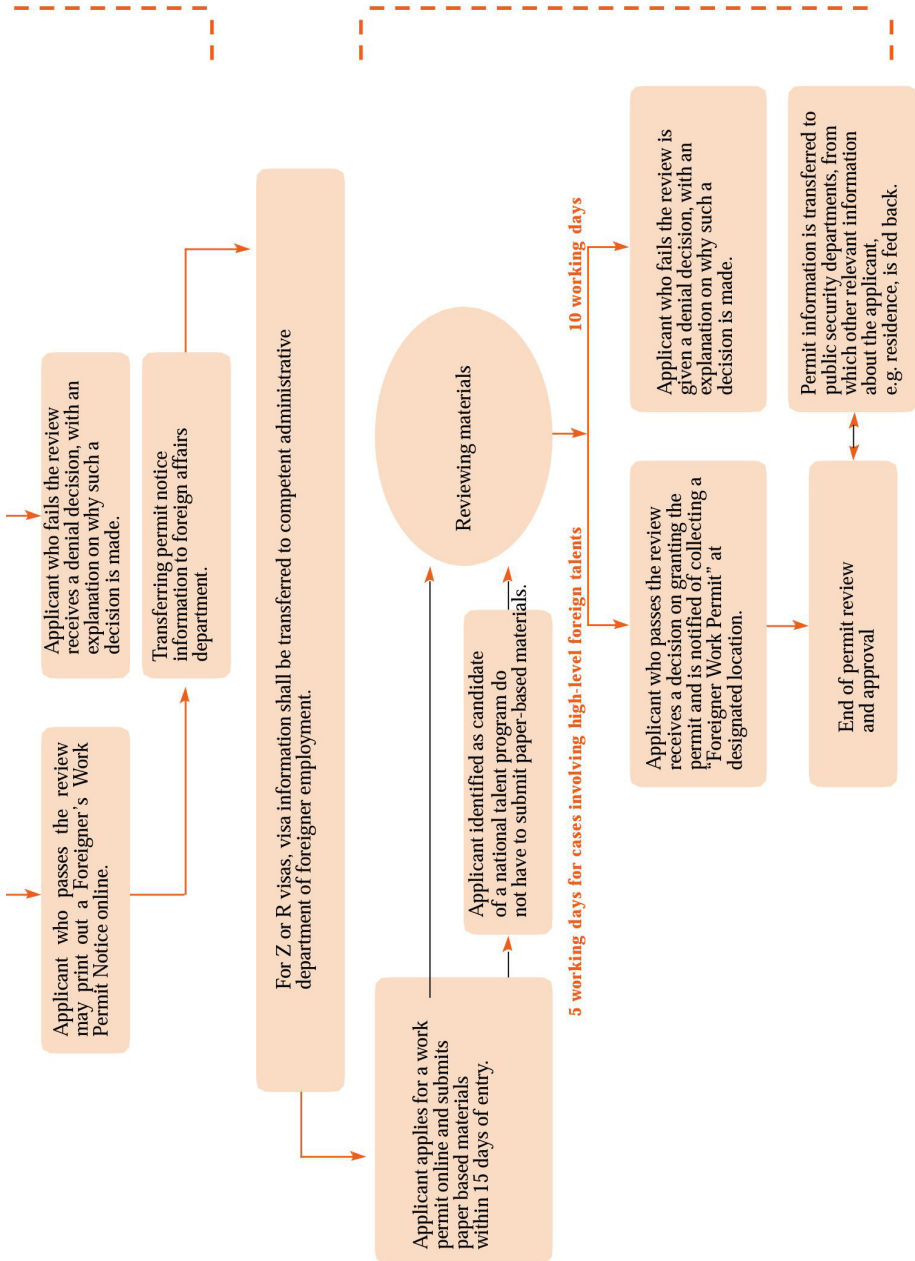 Applicant who passes the review
may print out a Foreigner's Work
Permit Notice online.
Applicant who fails the review
receives a denial decision, with an
explanation on why such a
decision is made.
Transferring permit notice
information to foreign affairs
department.
For Z or R visas, visa information shall be transferred to competent administrative
department of foreigner employment.
Applicant applies for a work
permit online and submits
paper based materials
within 15 days of entry.
Applicant identified as candidate
of a national talent program do
not have to submit paper-based materials.
Reviewing materials
5 working days for cases involving high-level foreign talents
10 working days
Applicant who passes the review
receives a decision on granting the
permit and is notified of collecting a
“Foreigner Work Permit” at
designated location.
Applicant who fails the review is
given a denial decision, with an
explanation on why such a
decision is made.
End of permit review
and approval
Permit information is transferred to
public security departments, from
which other relevant information
about the applicant,
e.g. residence, is fed back.